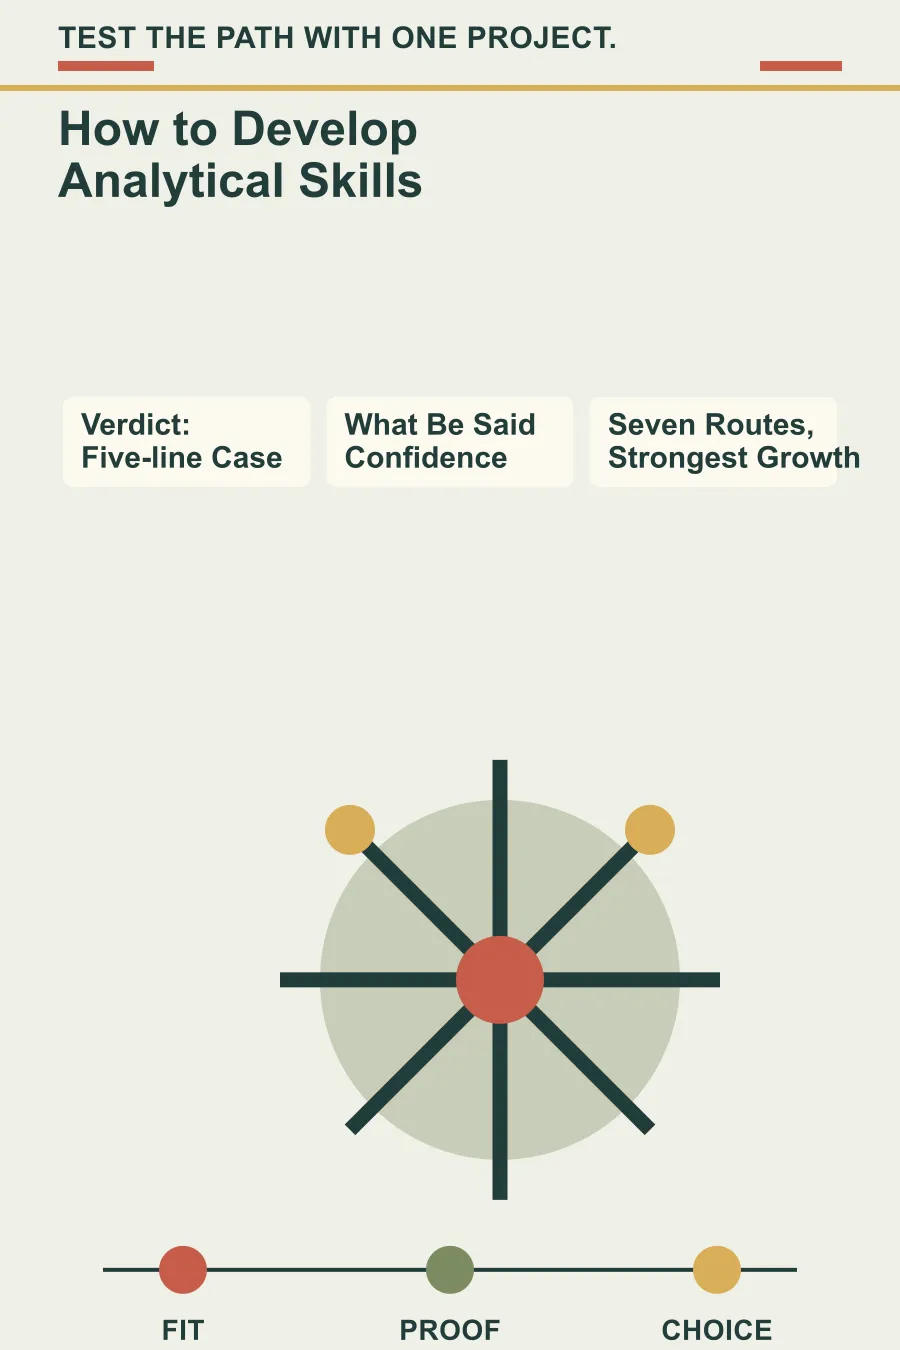 TEST THE PATH WITH ONE PROJECT.
How to Develop
Analytical Skills
Verdict:
Five-line Case
What Be Said
Confidence
Seven Routes,
Strongest Growth
FIT
PROOF
CHOICE